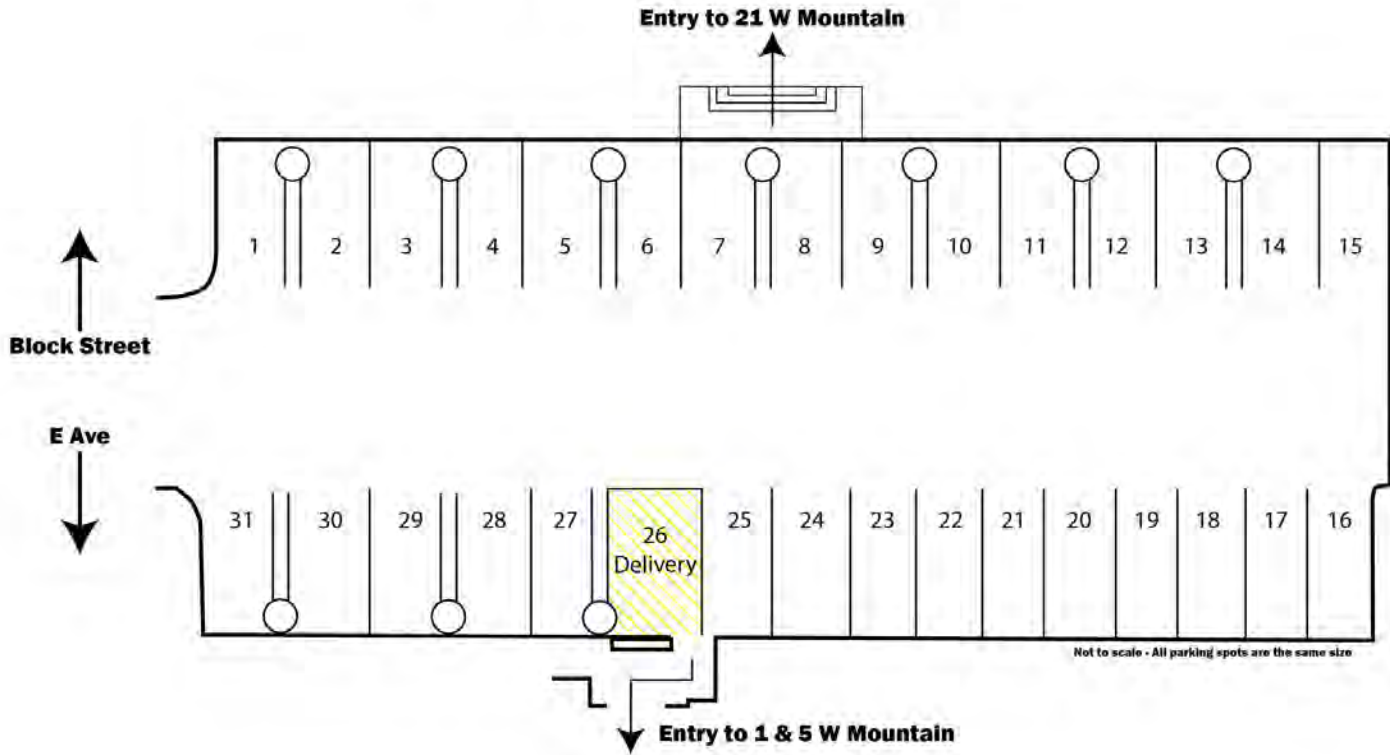 Entry to 21 W Mountain
1 2 3 4 5 6 7 8 9 10 11 12 13 14 15
Block Street
E Ave
31 30 29 28 27 26 25 24 23 22 21 20 19 18 17 16
Delivery
Not to scale - All parking spots are the same size
Entry to 1 & 5 W Mountain